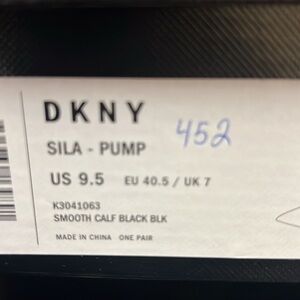 DKNY
452
SILA - PUMP
US 9.5 EU 40.5 / UK 7
K3041063
SMOOTH CALF BLACK BLK
MADE IN CHINA ONE PAIR